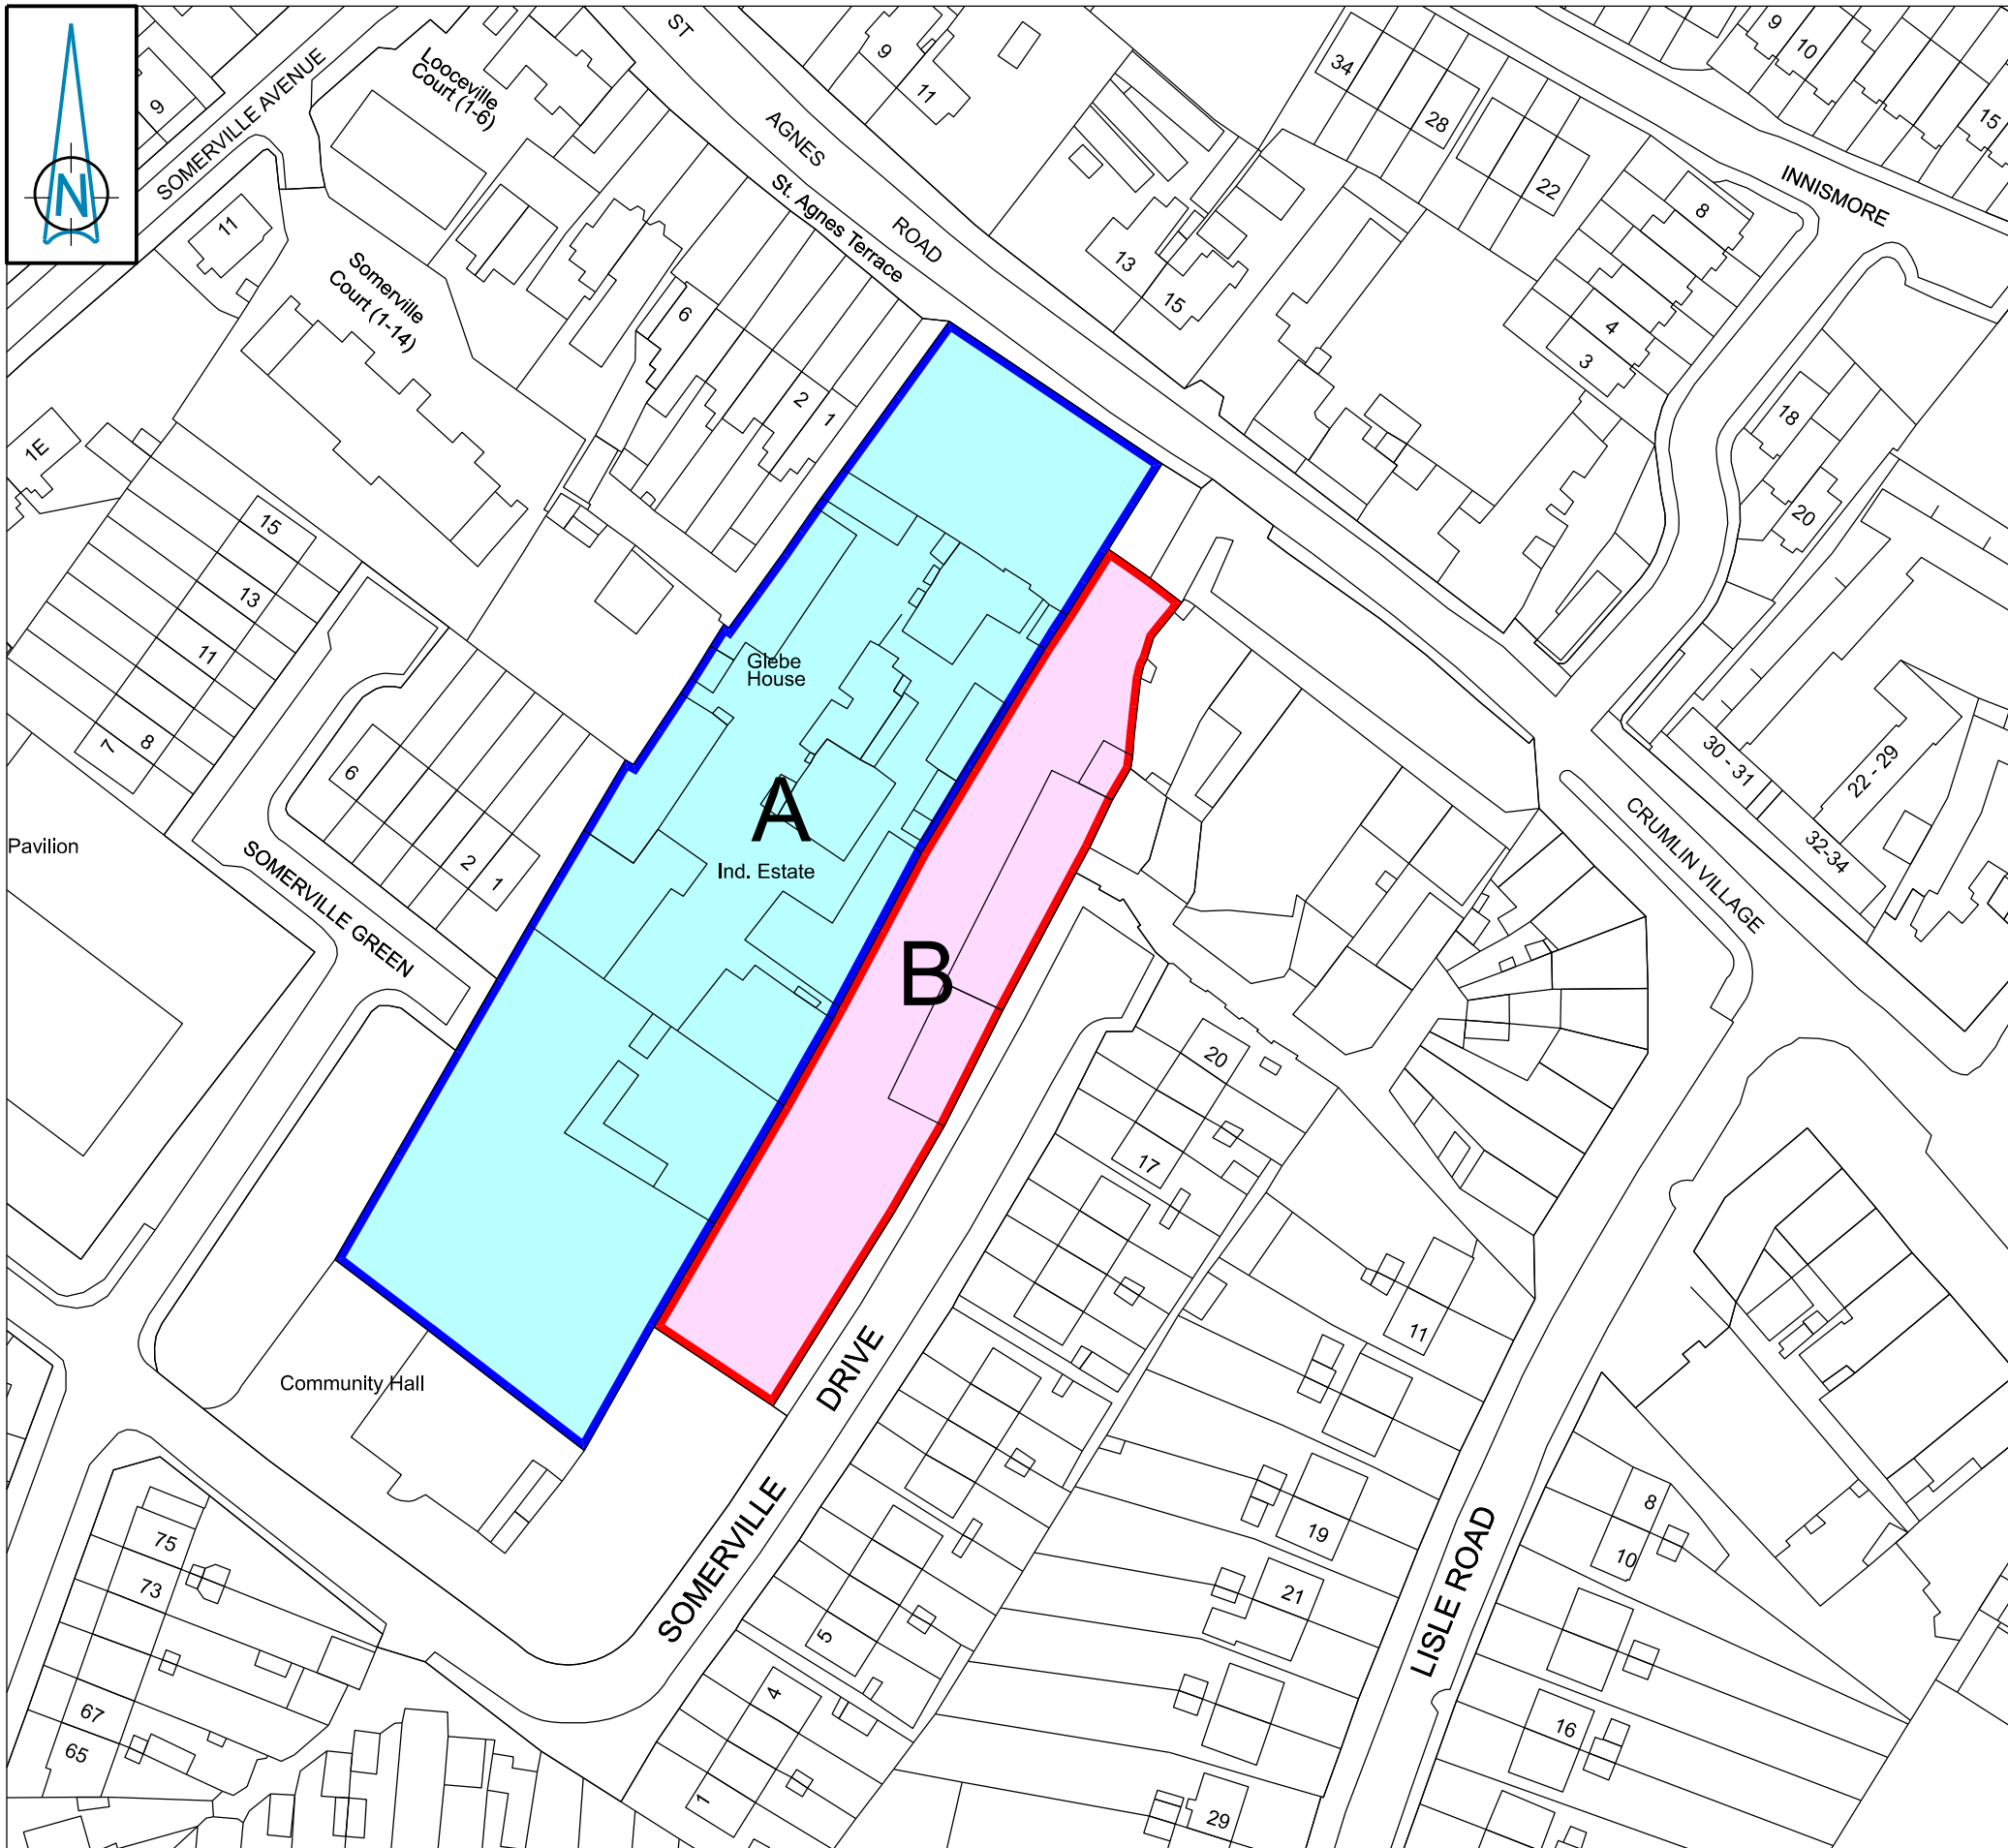 N
9
SOMERVILLE AVENUE
Looceville
Court (1-6)
ST
AGNES
ROAD
St. Agnes Terrace
9
11
34
28
22
9
10
15
INNISMORE
8
4
3
13
15
11
Somerville
Court (1-14)
6
2
1
18
20
1E
15
13
11
8
7
6
2
1
SOMERVILLE GREEN
Pavilion
Glebe
House
A
Ind. Estate
B
30 - 31
22 - 29
32-34
CRUMLIN VILLAGE
20
17
11
Community Hall
SOMERVILLE
DRIVE
19
21
LISLE ROAD
8
10
16
75
73
67
65
5
4
1
29